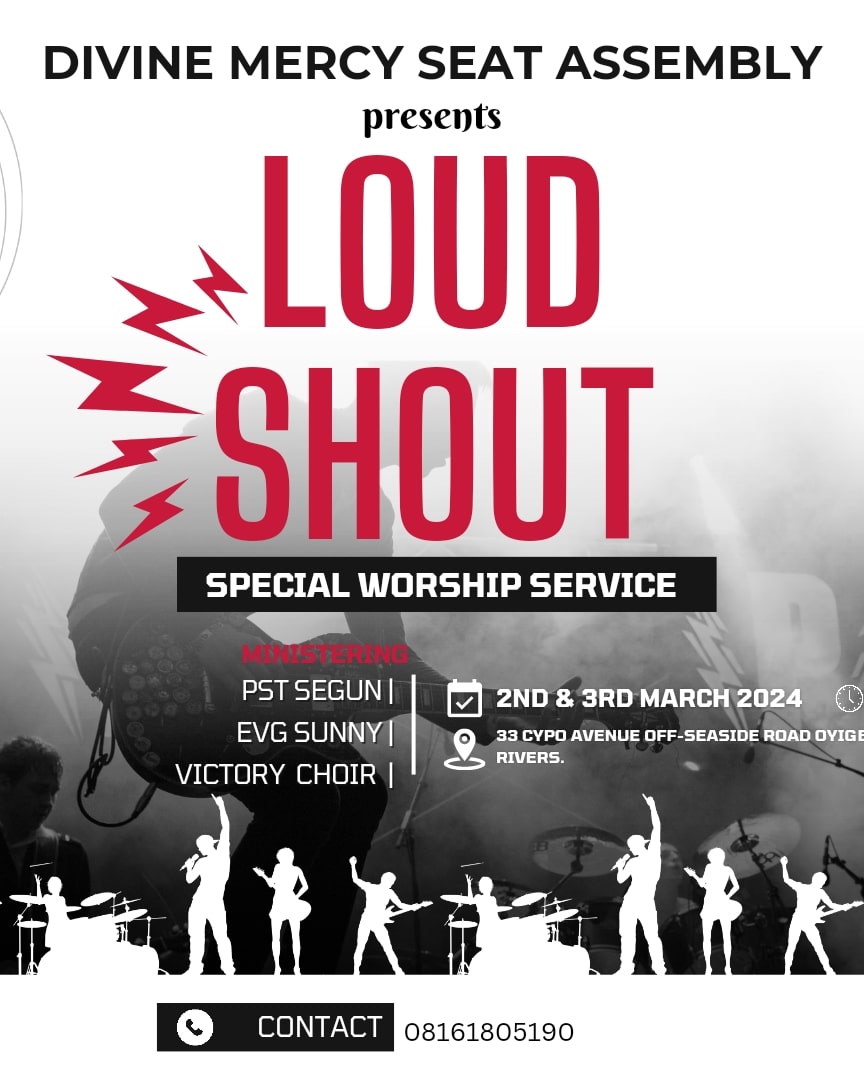 DIVINE MERCY SEAT ASSEMBLY
presents
LOUD
SHOUT
SPECIAL WORSHIP SERVICE
MINISTERING
PST SEGUN |
EVG SUNNY |
VICTORY CHOIR |
2ND & 3RD MARCH 2024
33 CYPO AVENUE OFF-SEASIDE ROAD
RIVERS.
CONTACT 08161805190